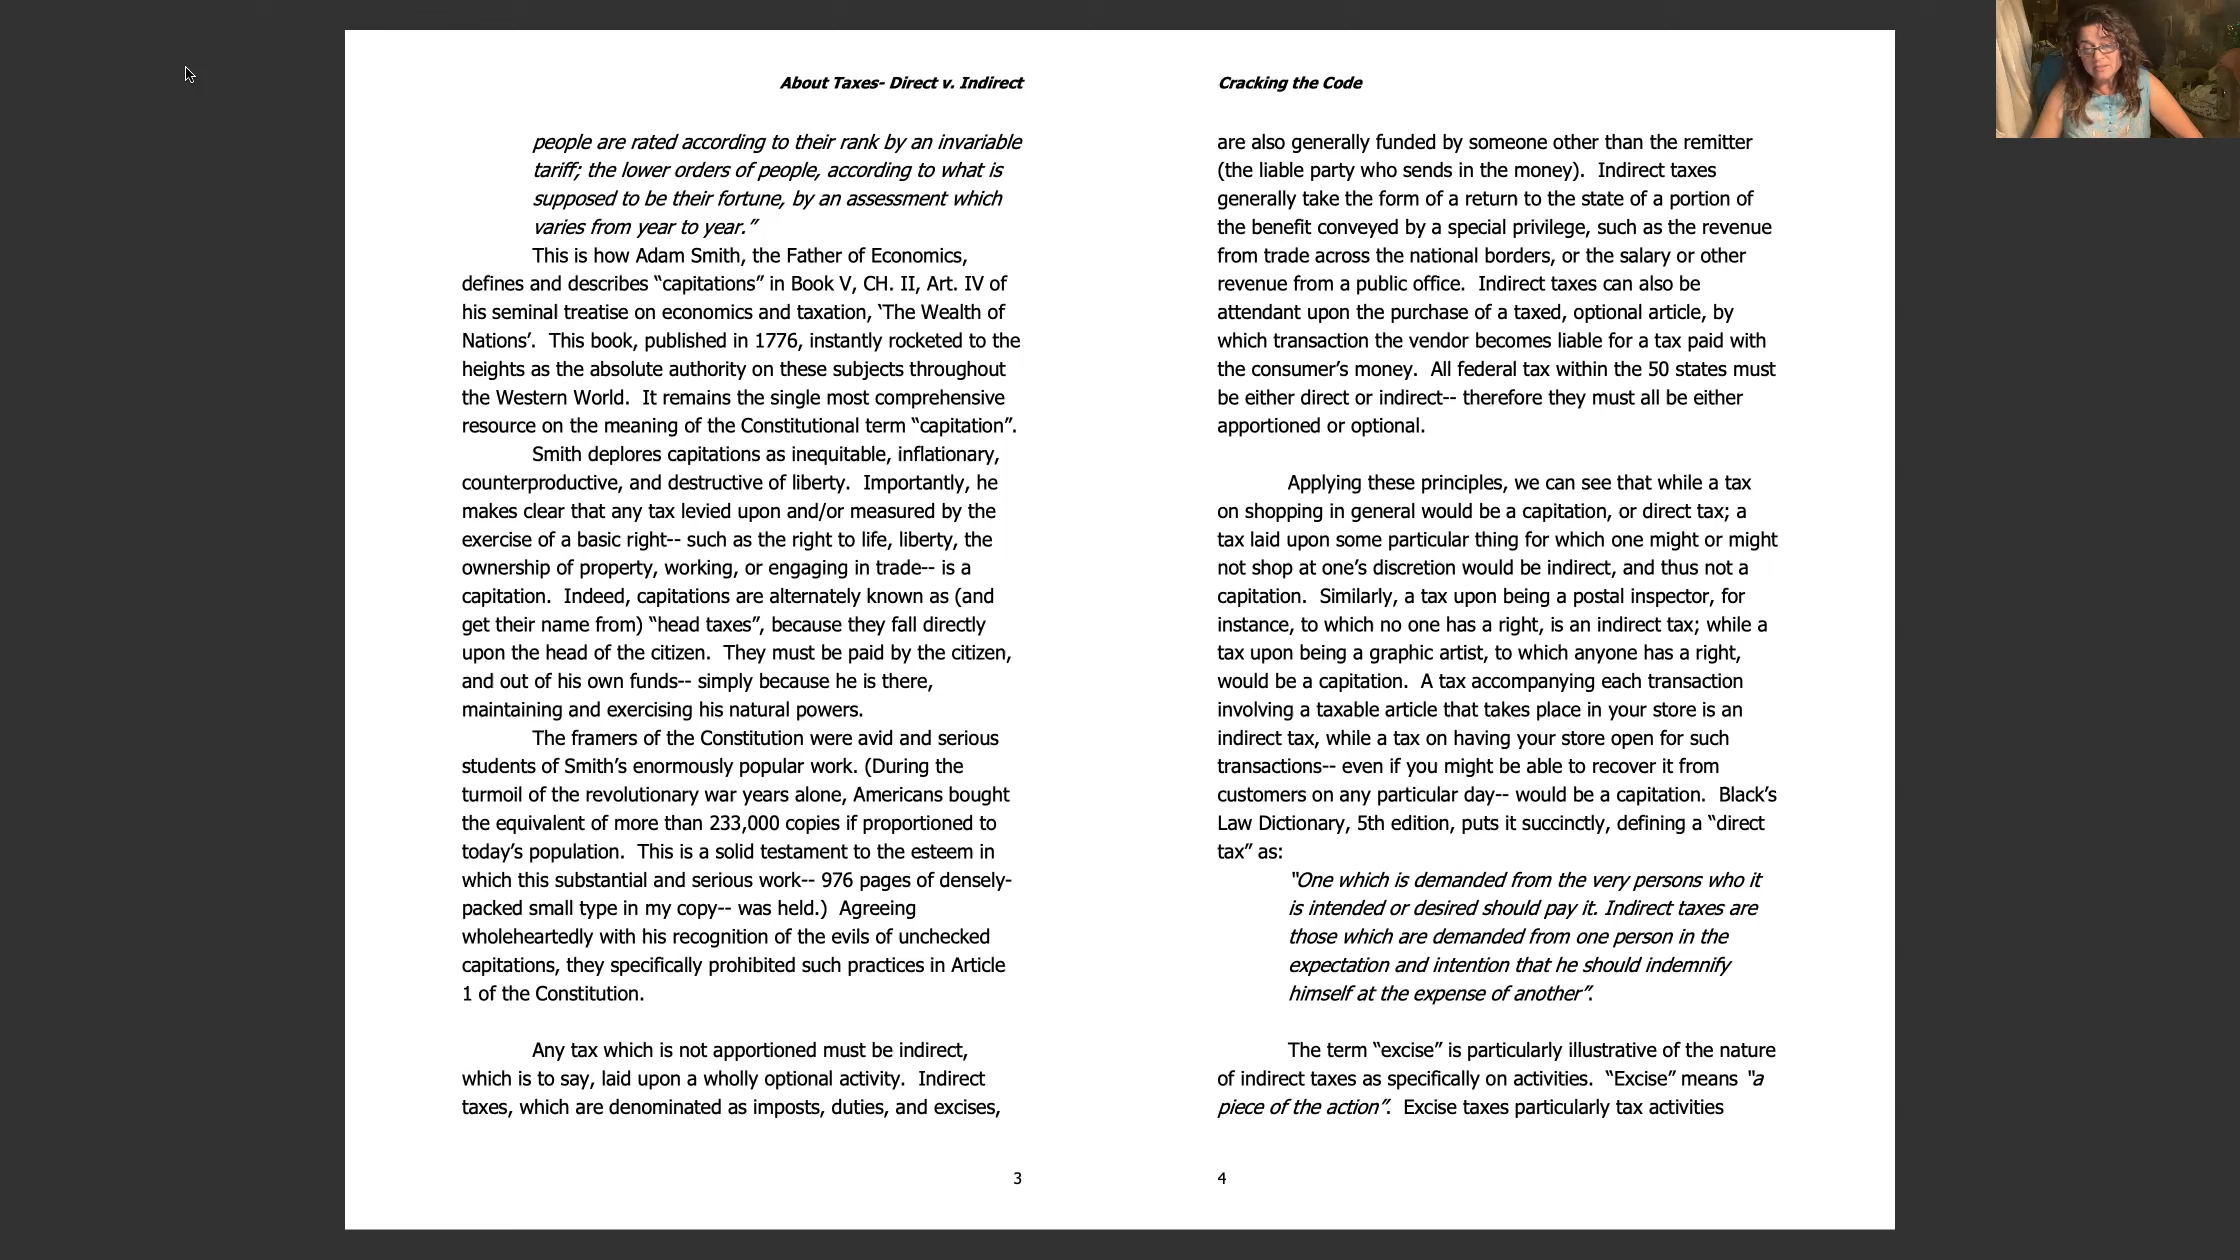 About Taxes- Direct v. Indirect
people are rated according to their rank by an invariable
tariff; the lower orders of people, according to what is
supposed to be their fortune, by an assessment which
varies from year to year.”
This is how Adam Smith, the Father of Economics,
defines and describes “capitations” in Book V, CH. II, Art. IV of
his seminal treatise on economics and taxation, ‘The Wealth of
Nations’.  This book, published in 1776, instantly rocketed to the
heights as the absolute authority on these subjects throughout
the Western World.  It remains the single most comprehensive
resource on the meaning of the Constitutional term “capitation”.
Smith deplores capitations as inequitable, inflationary,
counterproductive, and destructive of liberty.  Importantly, he
makes clear that any tax levied upon and/or measured by the
exercise of a basic right-- such as the right to life, liberty, the
ownership of property, working, or engaging in trade-- is a
capitation.  Indeed, capitations are alternately known as (and
get their name from) “head taxes”, because they fall directly
upon the head of the citizen.  They must be paid by the citizen,
and out of his own funds-- simply because he is there,
maintaining and exercising his natural powers.
The framers of the Constitution were avid and serious
students of Smith’s enormously popular work. (During the
turmoil of the revolutionary war years alone, Americans bought
the equivalent of more than 233,000 copies if proportioned to
today’s population.  This is a solid testament to the esteem in
which this substantial and serious work-- 976 pages of densely-
packed small type in my copy-- was held.)  Agreeing
wholeheartedly with his recognition of the evils of unchecked
capitations, they specifically prohibited such practices in Article
1 of the Constitution.
Any tax which is not apportioned must be indirect,
which is to say, laid upon a wholly optional activity.  Indirect
taxes, which are denominated as imposts, duties, and excises,
3
Cracking the Code
are also generally funded by someone other than the remitter
(the liable party who sends in the money).  Indirect taxes
generally take the form of a return to the state of a portion of
the benefit conveyed by a special privilege, such as the revenue
from trade across the national borders, or the salary or other
revenue from a public office.  Indirect taxes can also be
attendant upon the purchase of a taxed, optional article, by
which transaction the vendor becomes liable for a tax paid with
the consumer’s money.  All federal tax within the 50 states must
be either direct or indirect-- therefore they must all be either
apportioned or optional.
Applying these principles, we can see that while a tax
on shopping in general would be a capitation, or direct tax; a
tax laid upon some particular thing for which one might or might
not shop at one’s discretion would be indirect, and thus not a
capitation.  Similarly, a tax upon being a postal inspector, for
instance, to which no one has a right, is an indirect tax; while a
tax upon being a graphic artist, to which anyone has a right,
would be a capitation.  A tax accompanying each transaction
involving a taxable article that takes place in your store is an
indirect tax, while a tax on having your store open for such
transactions-- even if you might be able to recover it from
customers on any particular day-- would be a capitation.  Black’s
Law Dictionary, 5th edition, puts it succinctly, defining a “direct
tax” as:
“One which is demanded from the very persons who it
is intended or desired should pay it. Indirect taxes are
those which are demanded from one person in the
expectation and intention that he should indemnify
himself at the expense of another”.
The term “excise” is particularly illustrative of the nature
of indirect taxes as specifically on activities.  “Excise” means “a
piece of the action”.  Excise taxes particularly tax activities
4